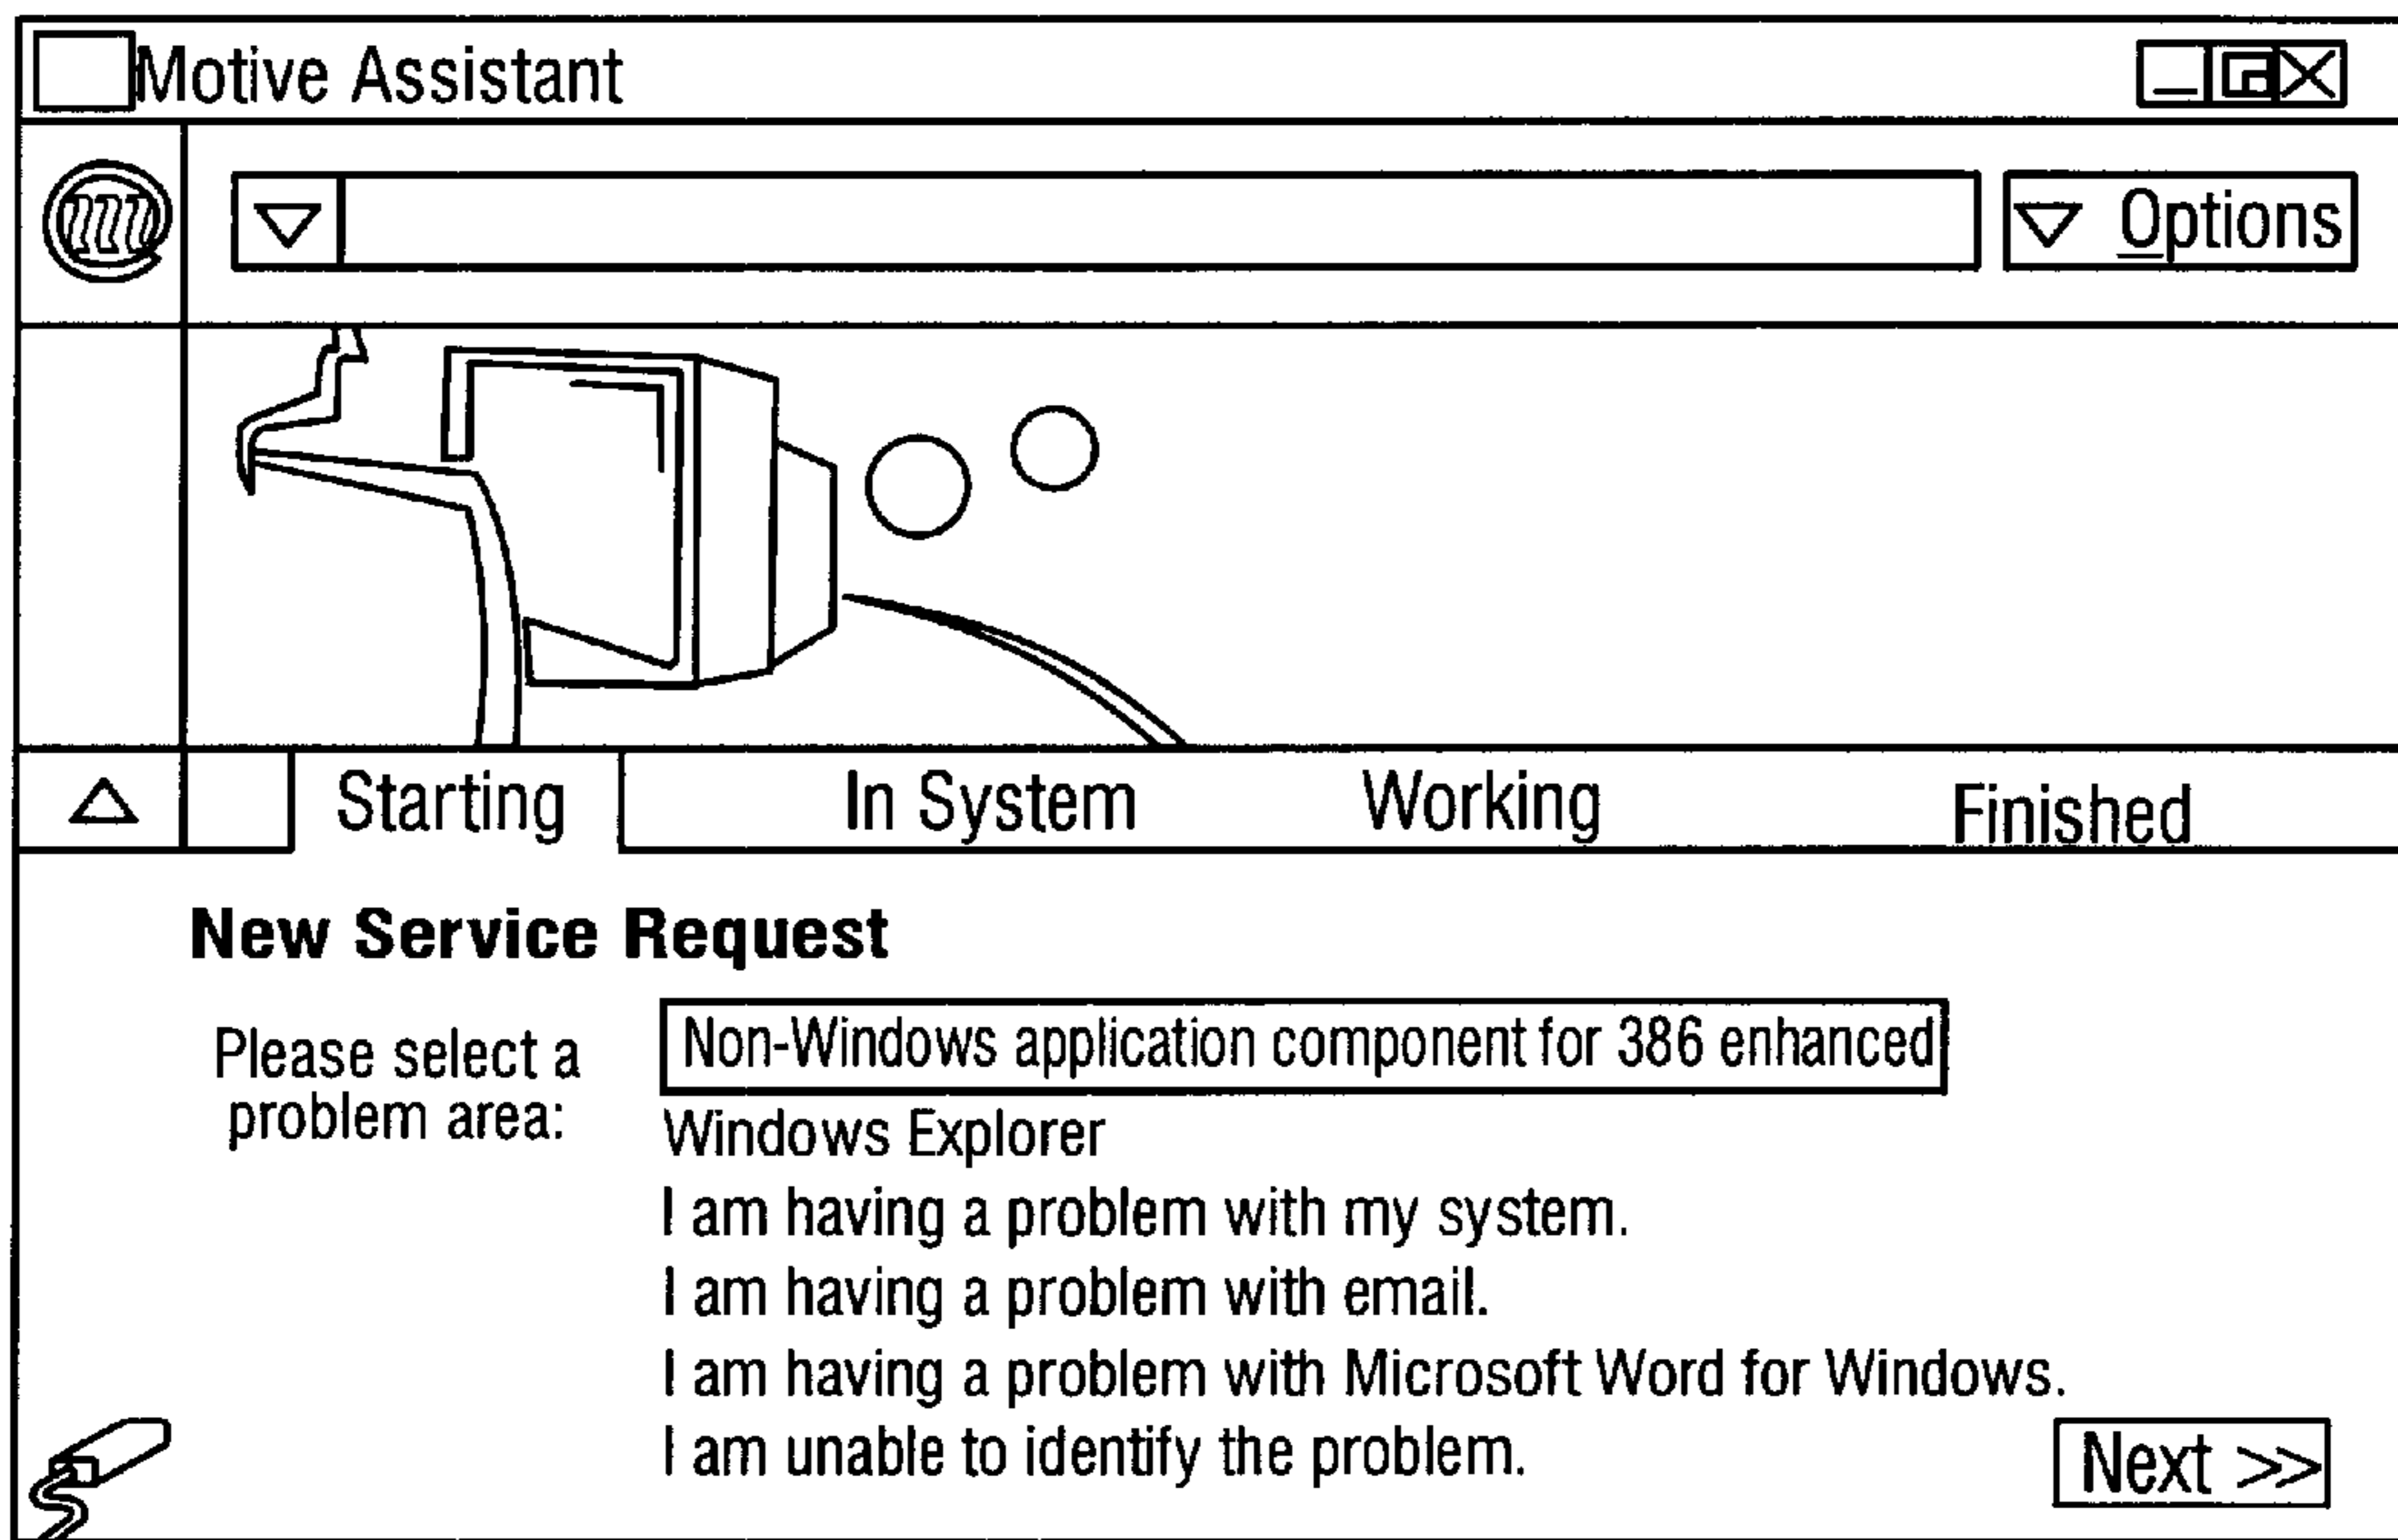 Motive Assistant
Options
Starting In System Working Finished
New Service Request
Please select a
problem area:
Non-Windows application component for 386 enhanced
Windows Explorer
I am having a problem with my system.
I am having a problem with email.
I am having a problem with Microsoft Word for Windows.
I am unable to identify the problem.
Next >>